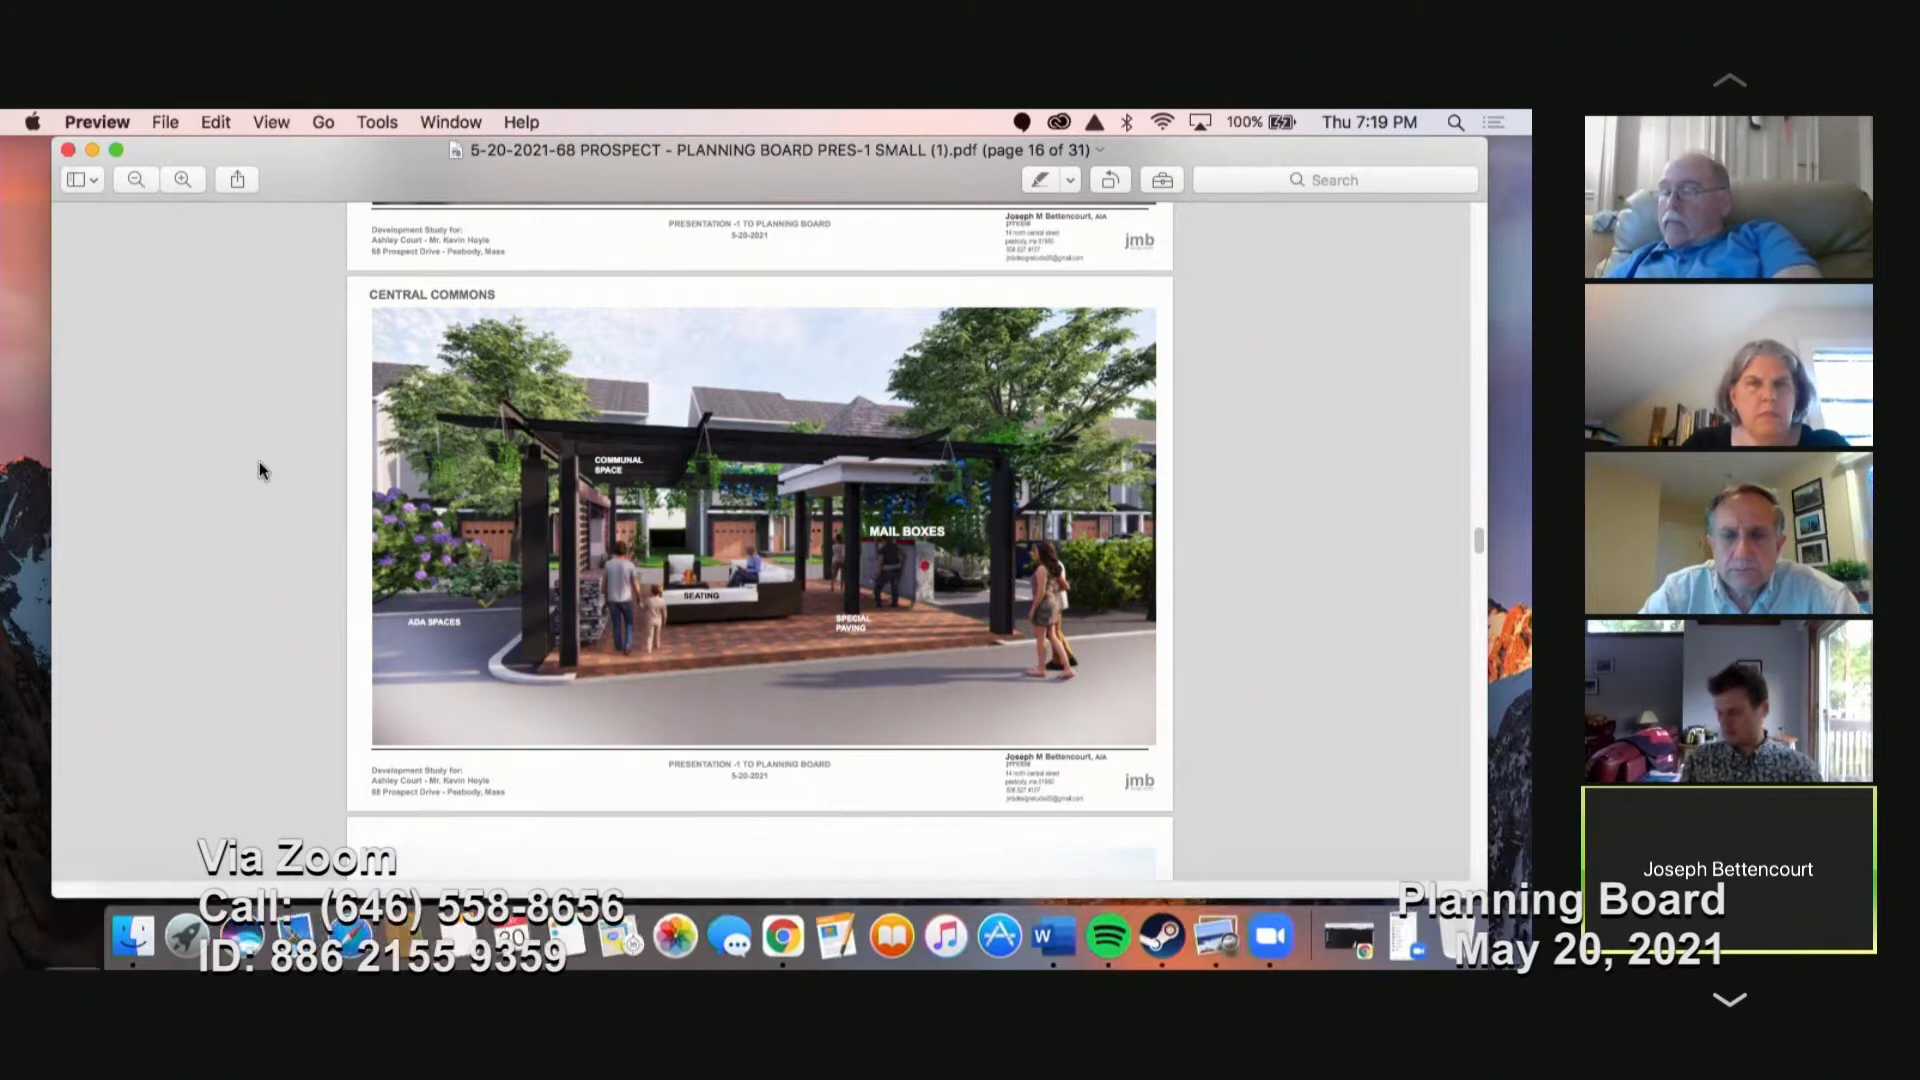 Preview File Edit View Go Tools Window Help 100% Thu 7:19 PM
5-20-2021-68 PROSPECT - PLANNING BOARD PRES-1 SMALL (1).pdf (page 16 of 31)
Search
Development Study for:
Ashley Court - Mr. Kevin Hoyle
68 Prospect Drive - Peabody, Mass
PRESENTATION -1 TO PLANNING BOARD
5-20-2021
Joseph M Bettencourt, AIA
principal
jmb
CENTRAL COMMONS
COMMUNAL
SPACE
MAIL BOXES
SEATING
ADA SPACES
SPECIAL
PAVING
Development Study for:
Ashley Court - Mr. Kevin Hoyle
68 Prospect Drive - Peabody, Mass
PRESENTATION -1 TO PLANNING BOARD
5-20-2021
Joseph M Bettencourt, AIA
principal
jmb
Joseph Bettencourt
Via Zoom
Call: (646) 558-8656
ID: 886 2155 9359
Planning Board
May 20, 2021